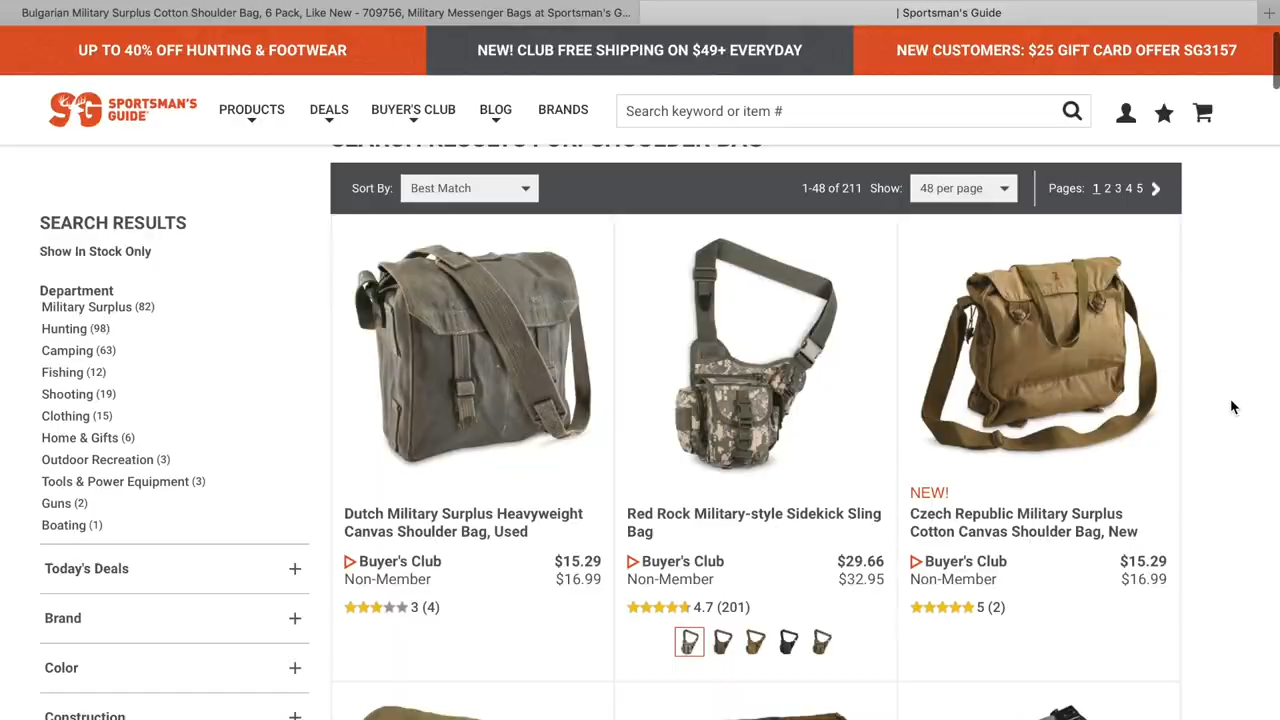 Bulgarian Military Surplus Cotton Shoulder Bag, 6 Pack, Like New - 709756, Military Messenger Bags at Sportsman's G...
| Sportsman's Guide
UP TO 40% OFF HUNTING & FOOTWEAR
NEW! CLUB FREE SHIPPING ON $49+ EVERYDAY
NEW CUSTOMERS: $25 GIFT CARD OFFER SG3157
SG SPORTSMAN'S GUIDE
PRODUCTS
DEALS
BUYER'S CLUB
BLOG
BRANDS
Search keyword or item #
SEARCH RESULTS FOR: SHOULDER BAG
Sort By:
Best Match
1-48 of 211
Show:
48 per page
Pages: 1 2 3 4 5
SEARCH RESULTS
Show In Stock Only
Department
Military Surplus (82)
Hunting (98)
Camping (63)
Fishing (12)
Shooting (19)
Clothing (15)
Home & Gifts (6)
Outdoor Recreation (3)
Tools & Power Equipment (3)
Guns (2)
Boating (1)
Today's Deals
Brand
Color
Construction
Dutch Military Surplus Heavyweight
Canvas Shoulder Bag, Used
Buyer's Club $15.29
Non-Member $16.99
3 (4)
Red Rock Military-style Sidekick Sling
Bag
Buyer's Club $29.66
Non-Member $32.95
4.7 (201)
NEW!
Czech Republic Military Surplus
Cotton Canvas Shoulder Bag, New
Buyer's Club $15.29
Non-Member $16.99
5 (2)